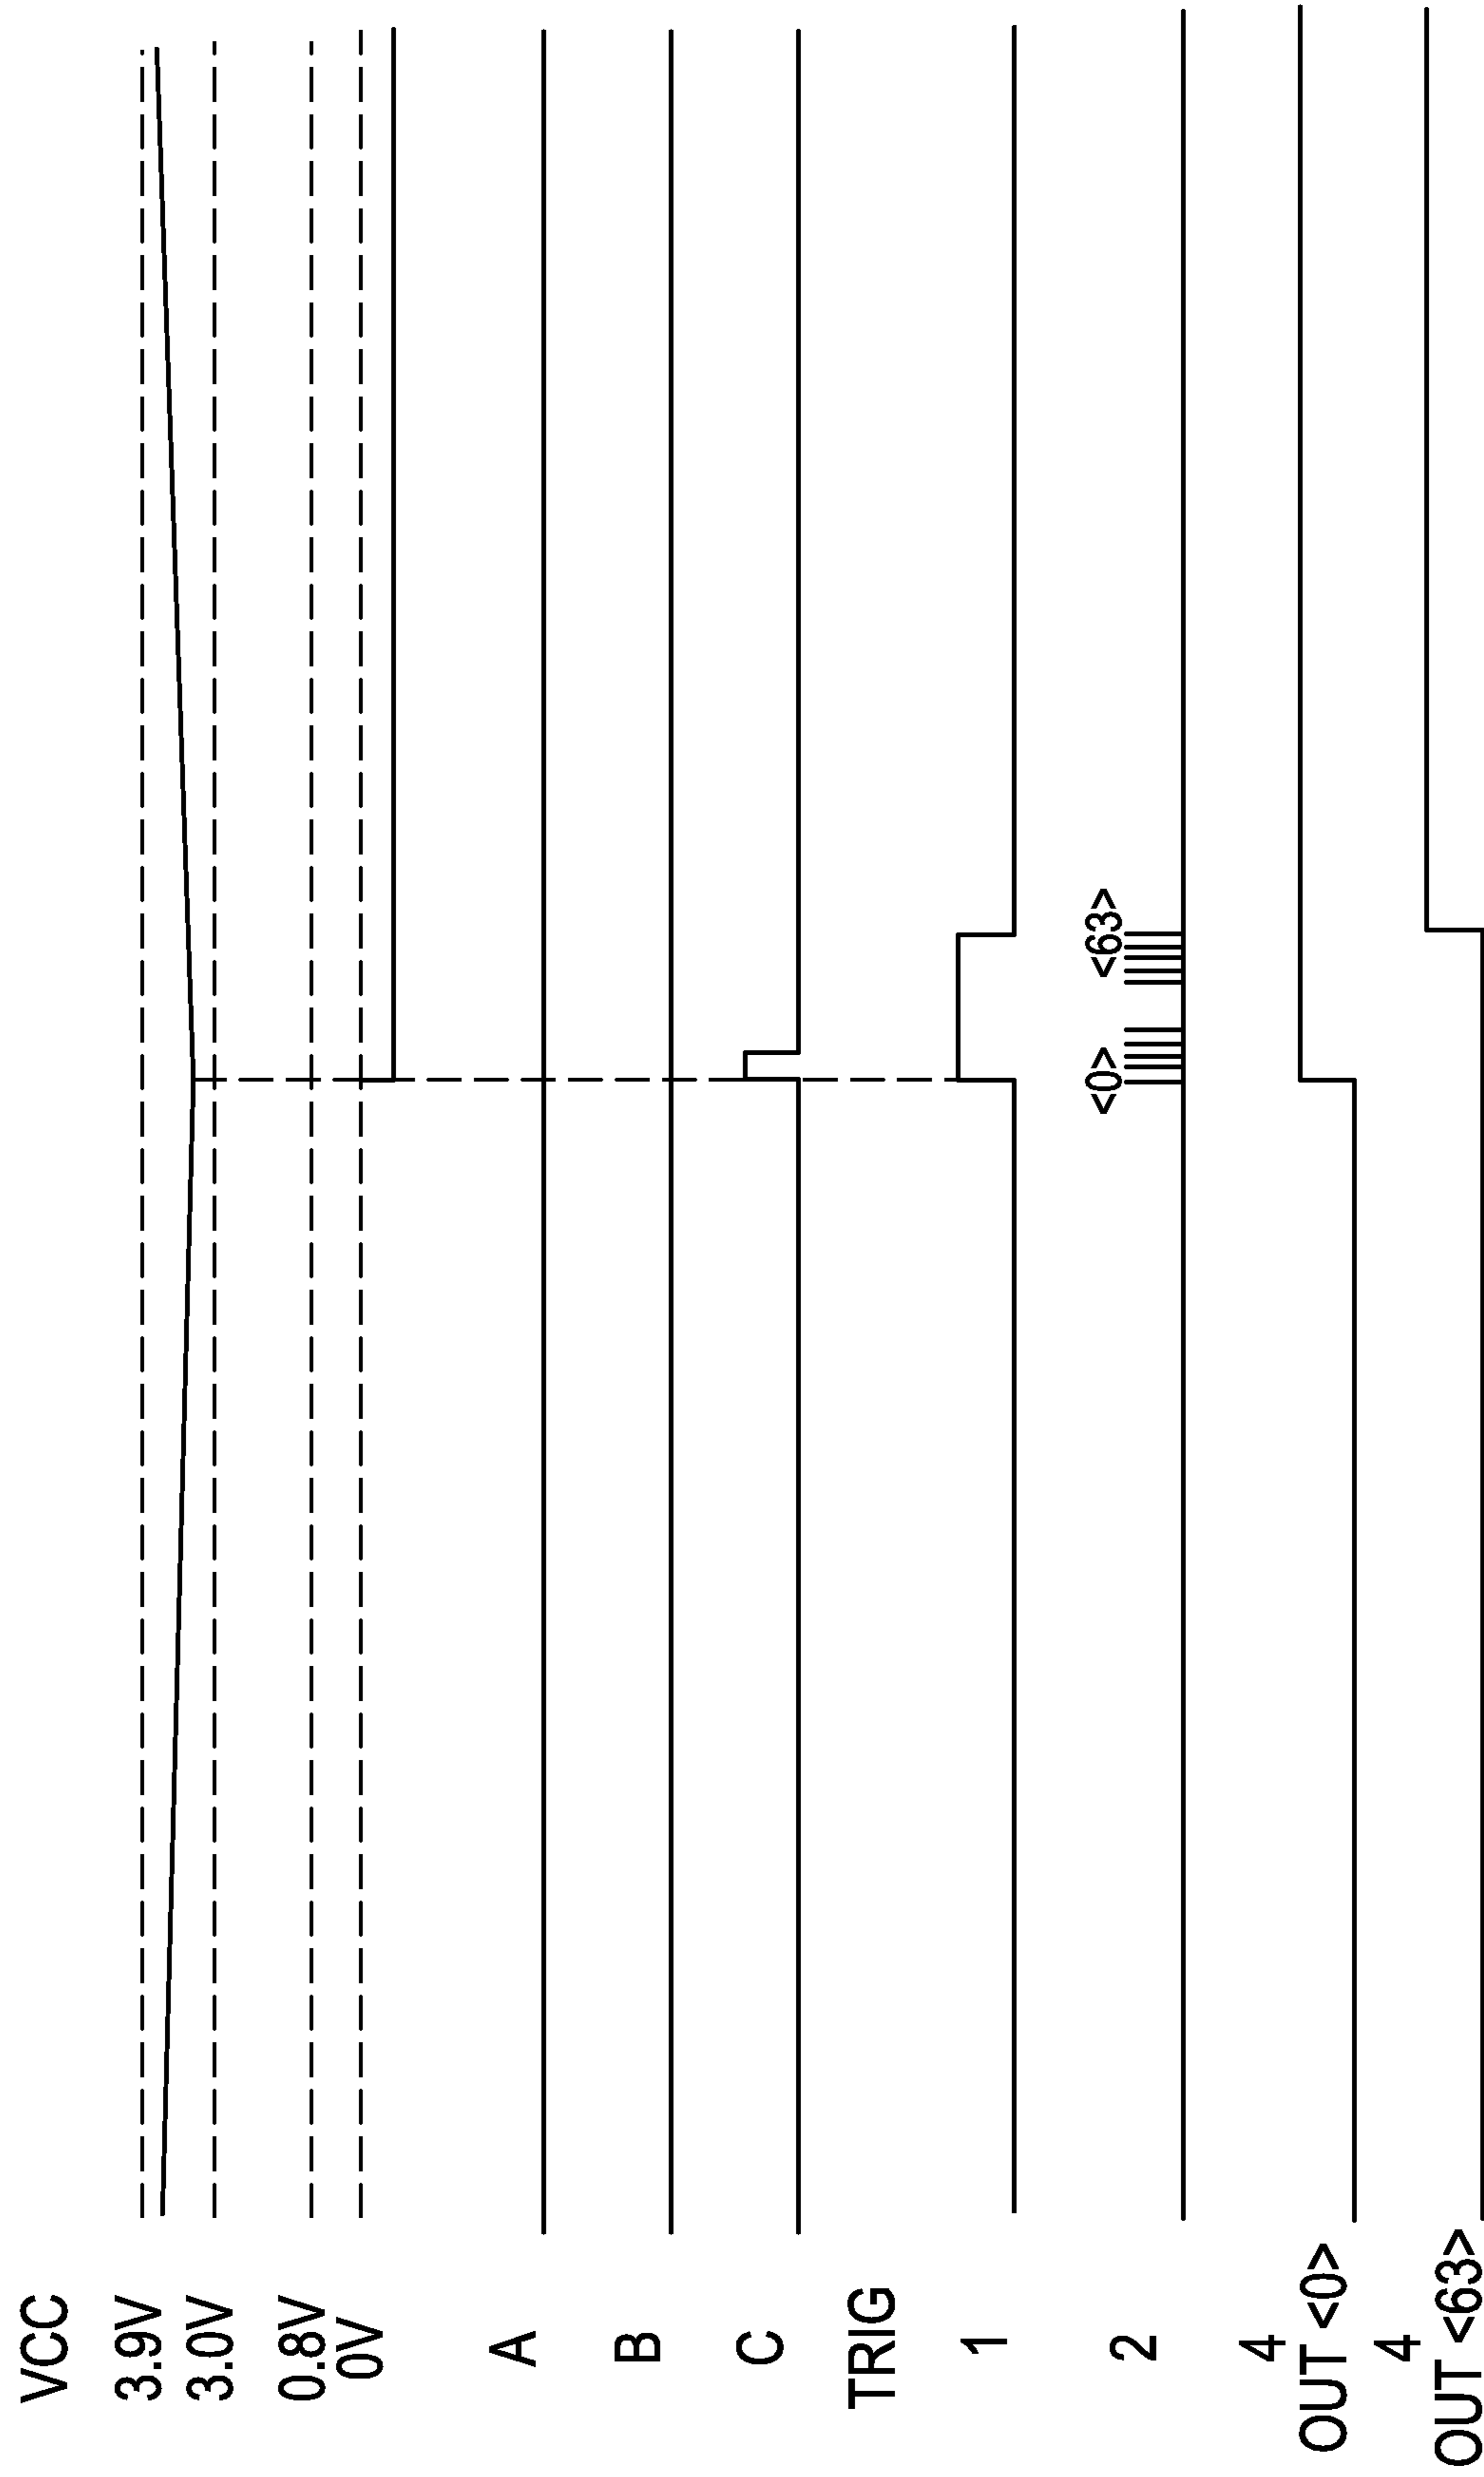 VCC
3.9V
3.0V
0.8V
0V
A
B
C
TRIG
1
<0> <63>
2
4
OUT <0>
4
OUT <63>